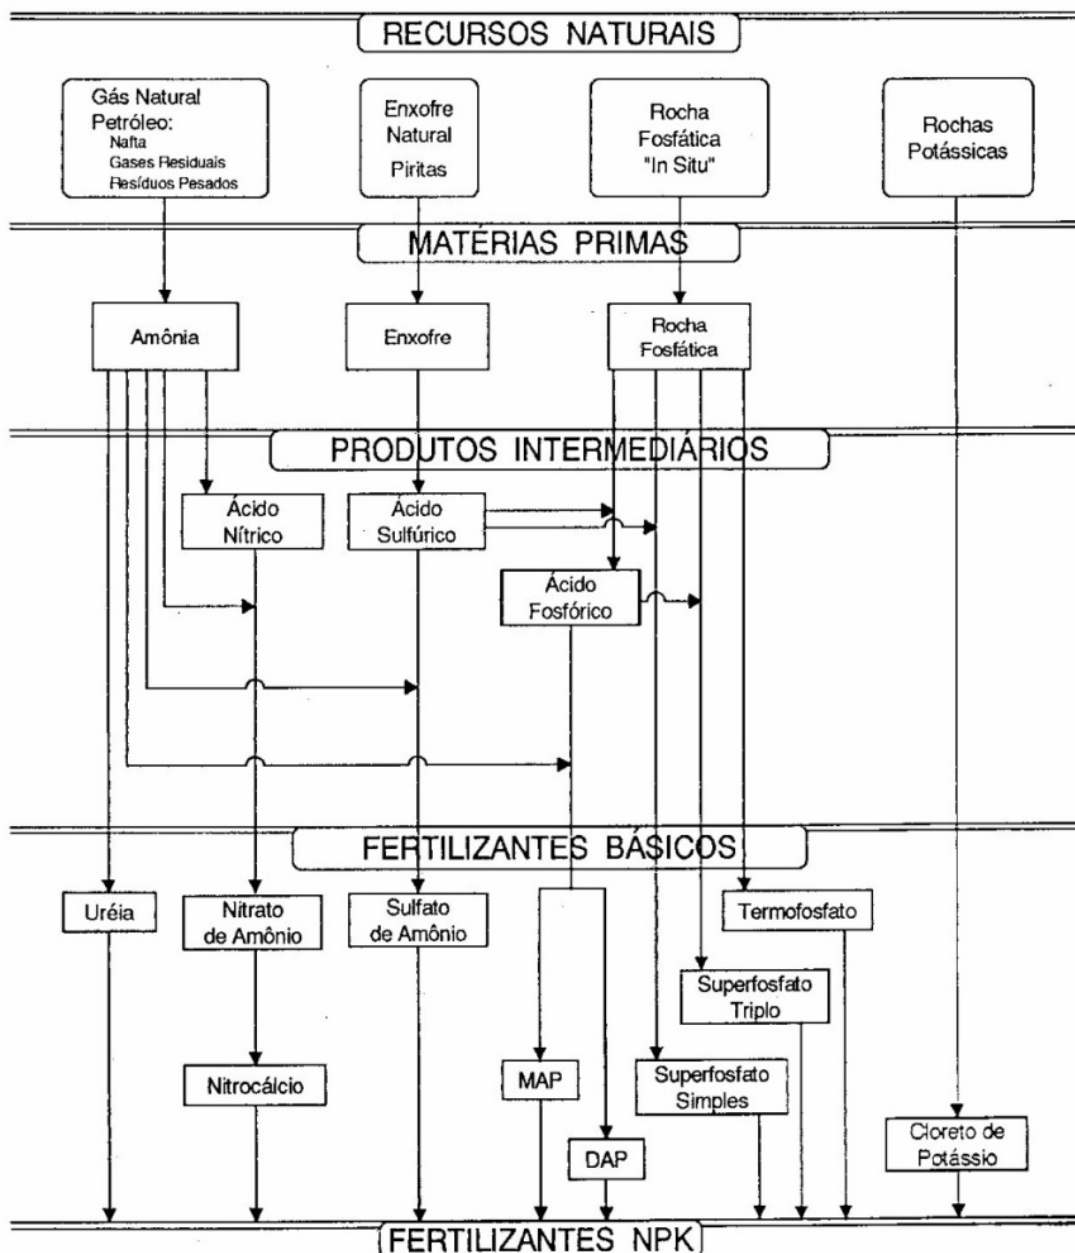 RECURSOS NATURAIS
Gás Natural
Petróleo:
Nafta
Gases Residuais
Resíduos Pesados
Enxofre
Natural
Piritas
Rocha
Fosfática
"In Situ"
Rochas
Potássicas
MATÉRIAS PRIMAS
Amônia
Enxofre
Rocha
Fosfática
PRODUTOS INTERMEDIÁRIOS
Ácido
Nítrico
Ácido
Sulfúrico
Ácido
Fosfórico
FERTILIZANTES BÁSICOS
Uréia
Nitrato
de Amônio
Sulfato
de Amônio
Termofosfato
Superfosfato
Triplo
Nitrocálcio
MAP
Superfosfato
Simples
DAP
Cloreto de
Potássio
FERTILIZANTES NPK